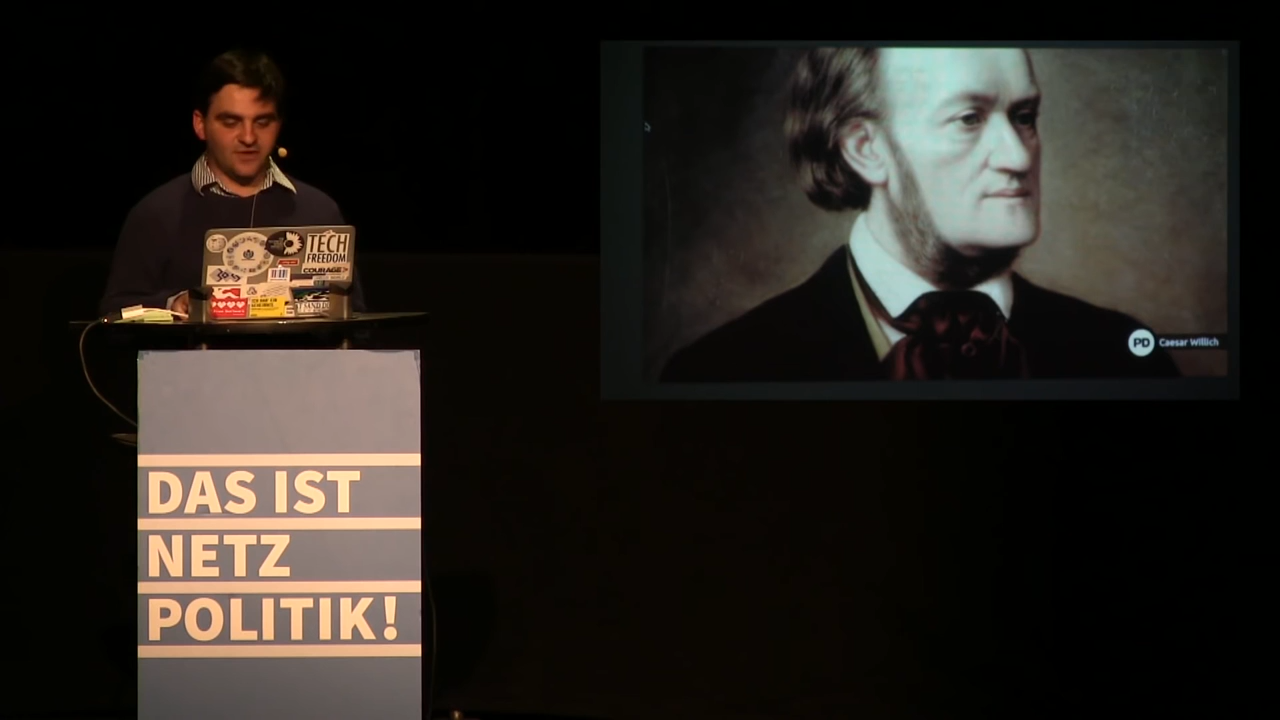 TECH
FREEDOM
COURAGE
PD Caesar Willich
DAS IST
NETZ
POLITIK!